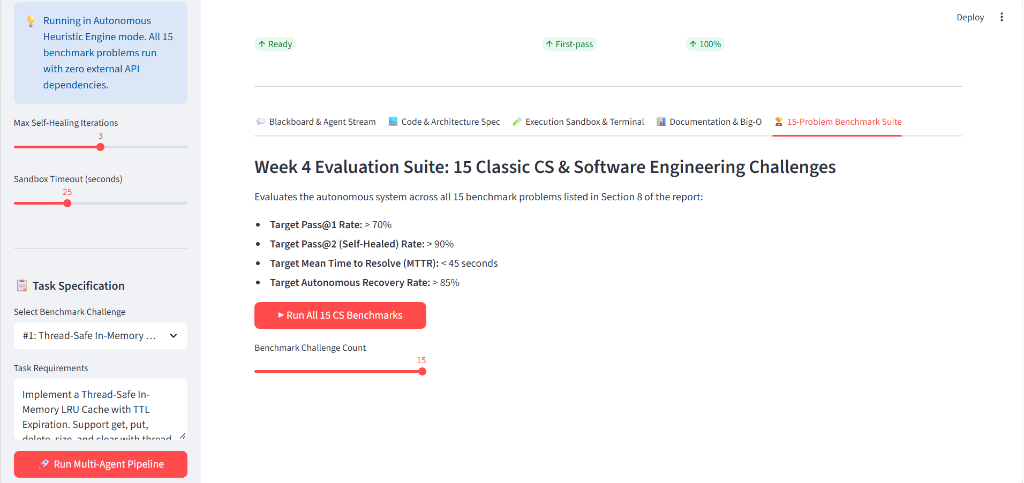 💡 Running in Autonomous
Heuristic Engine mode. All 15
benchmark problems run
with zero external API
dependencies.
Max Self-Healing Iterations
3
Sandbox Timeout (seconds)
25
📋 Task Specification
Select Benchmark Challenge
#1: Thread-Safe In-Memory ...
Task Requirements
Implement a Thread-Safe In-
Memory LRU Cache with TTL
Expiration. Support get, put,
delete, size, and clear with thread
🚀 Run Multi-Agent Pipeline
Deploy
↑ Ready ↑ First-pass ↑ 100%
💬 Blackboard & Agent Stream 💻 Code & Architecture Spec 🧪 Execution Sandbox & Terminal 📊 Documentation & Big-O 🏆 15-Problem Benchmark Suite
Week 4 Evaluation Suite: 15 Classic CS & Software Engineering Challenges
Evaluates the autonomous system across all 15 benchmark problems listed in Section 8 of the report:
• Target Pass@1 Rate: > 70%
• Target Pass@2 (Self-Healed) Rate: > 90%
• Target Mean Time to Resolve (MTTR): < 45 seconds
• Target Autonomous Recovery Rate: > 85%
▶ Run All 15 CS Benchmarks
Benchmark Challenge Count
15